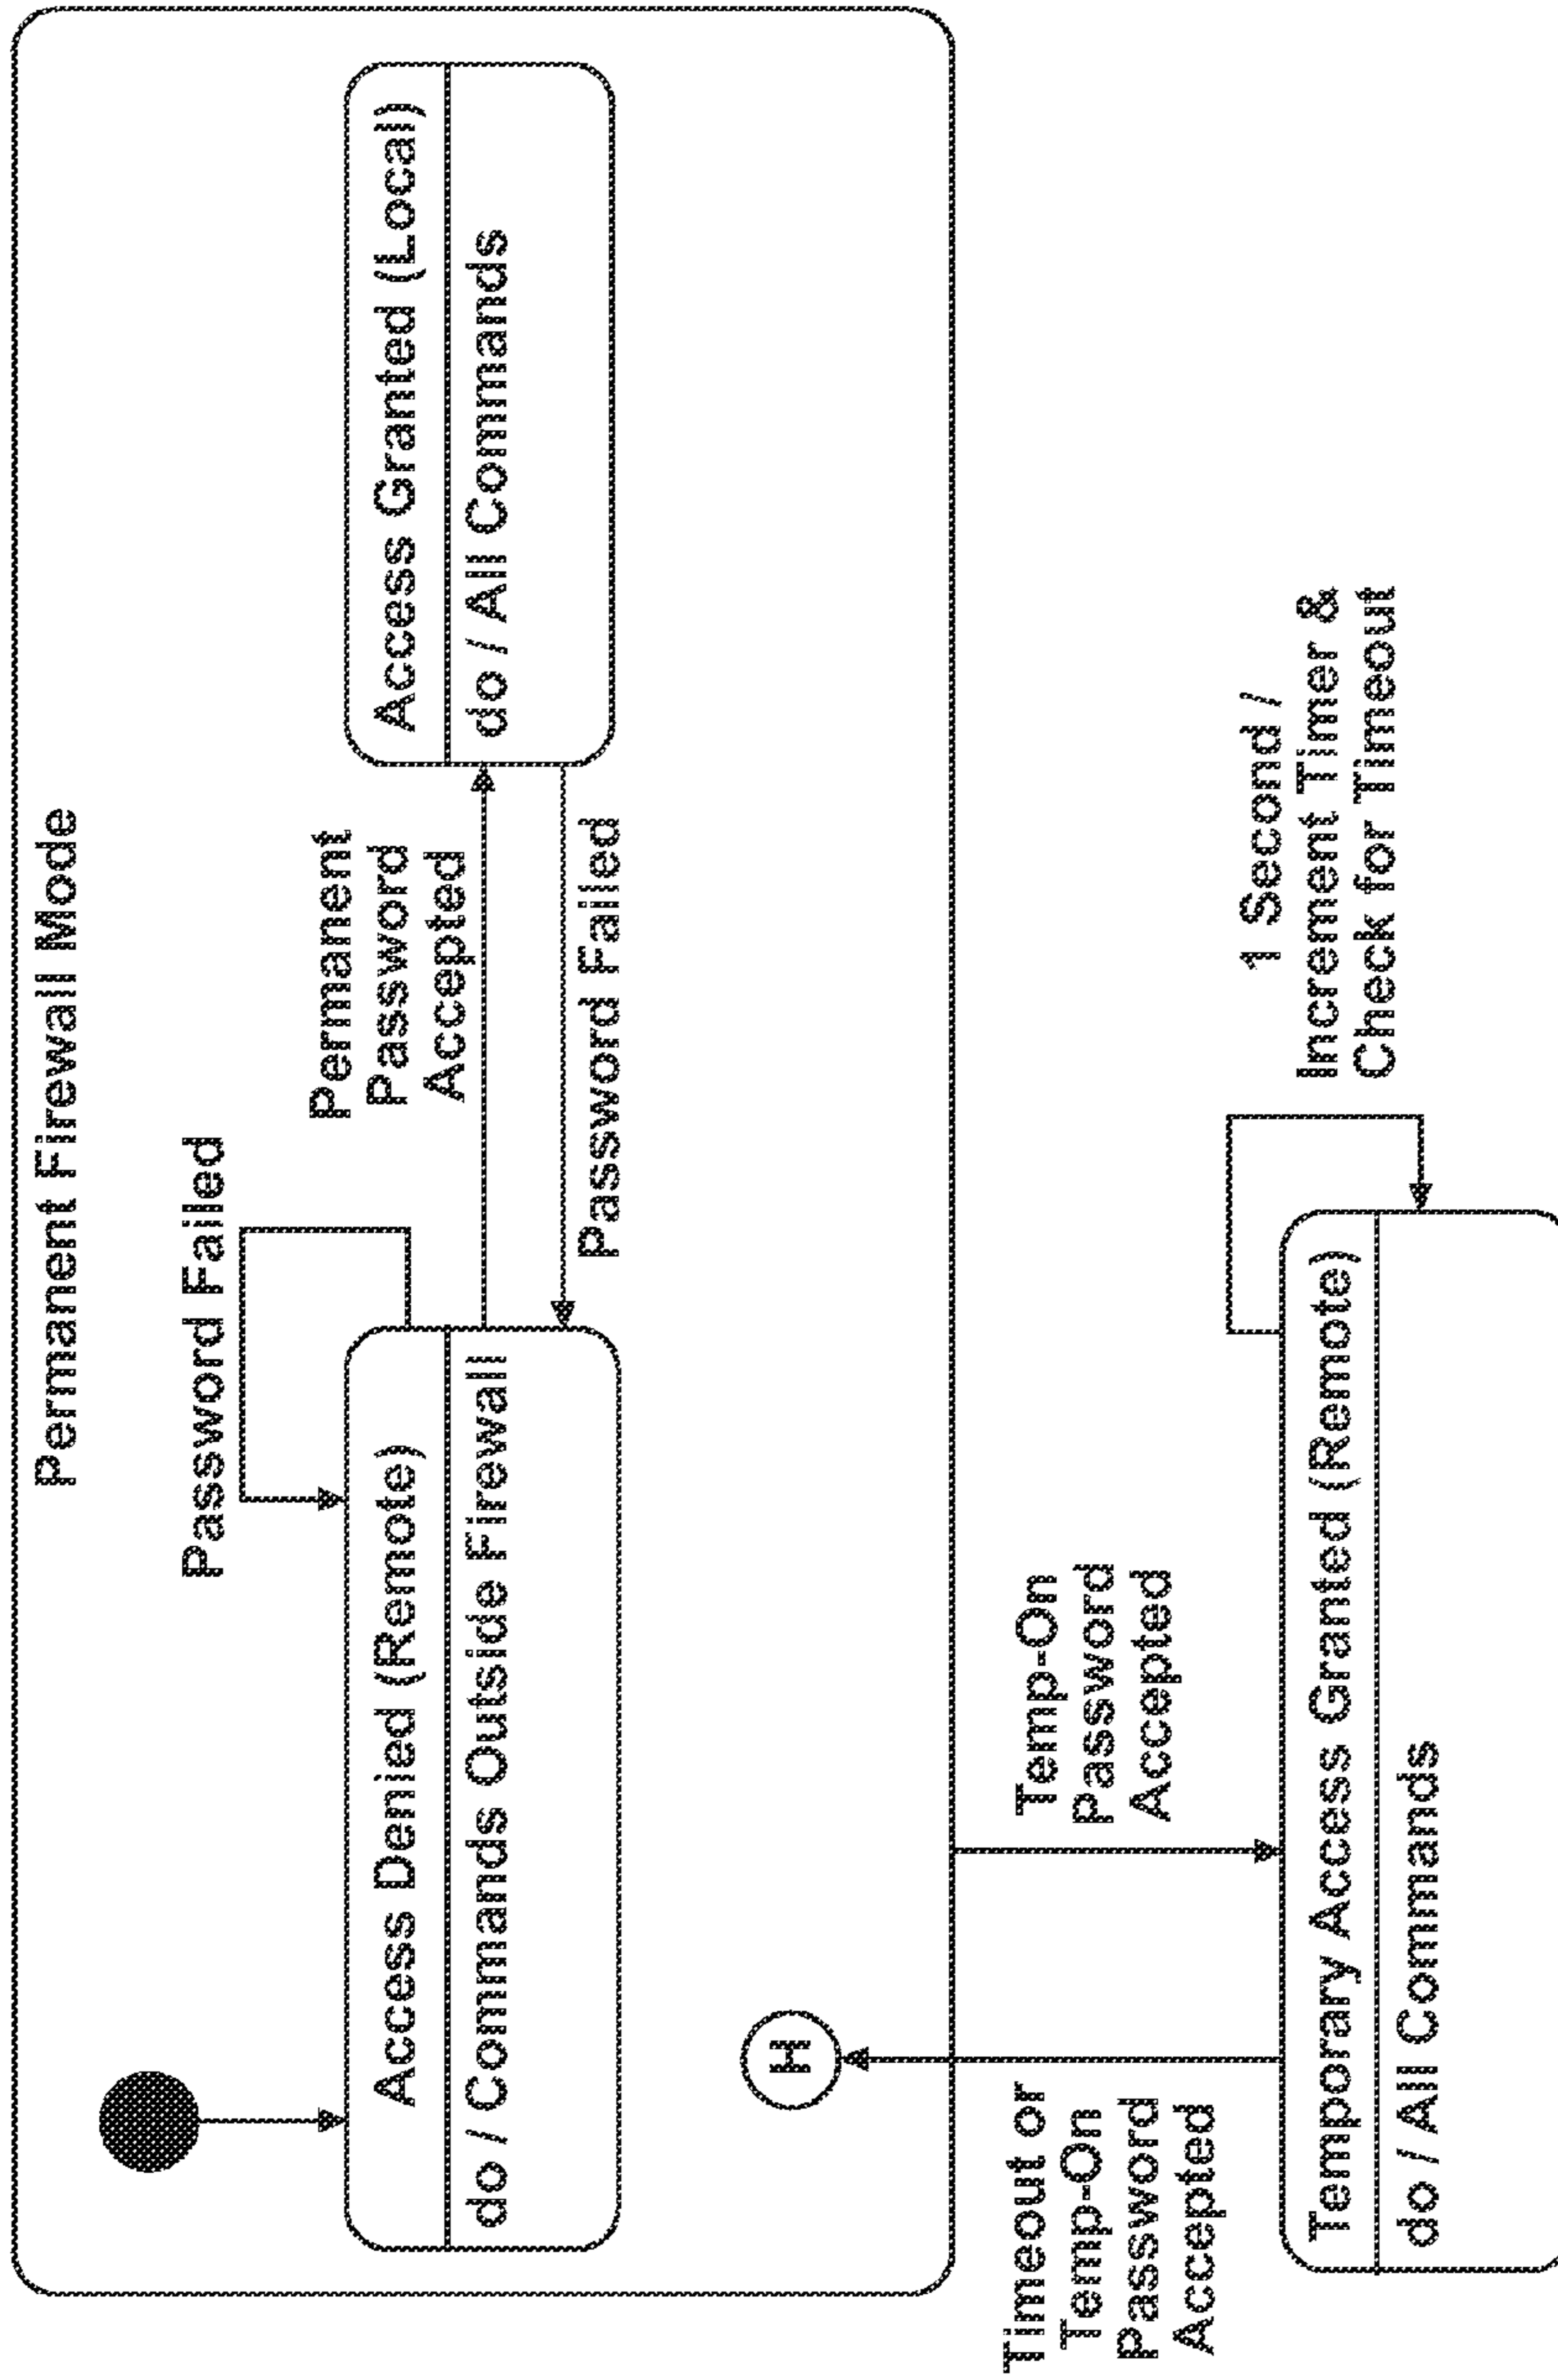 Permanent Firewall Mode
Password Failed
Access Denied (Remote)
do / Commands Outside Firewall
Permanent
Password
Accepted
Password Failed
Access Granted (Local)
do / All Commands
H
Timeout or
Temp-On
Password
Accepted
Temp-On
Password
Accepted
1 Second /
Increment Timer &
Check for Timeout
Temporary Access Granted (Remote)
do / All Commands